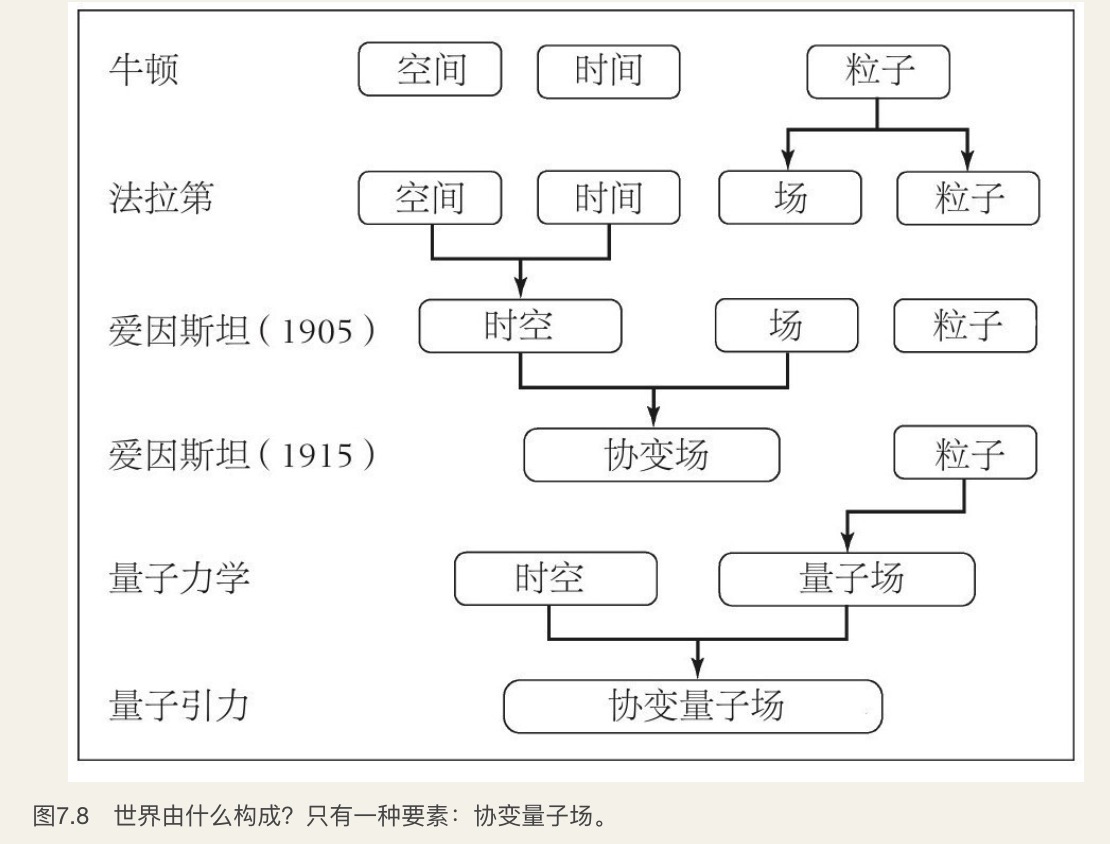 牛顿 空间 时间 粒子
法拉第 空间 时间 场 粒子
爱因斯坦（1905） 时空 场 粒子
爱因斯坦（1915） 协变场 粒子
量子力学 时空 量子场
量子引力 协变量子场
图7.8 世界由什么构成？只有一种要素：协变量子场。